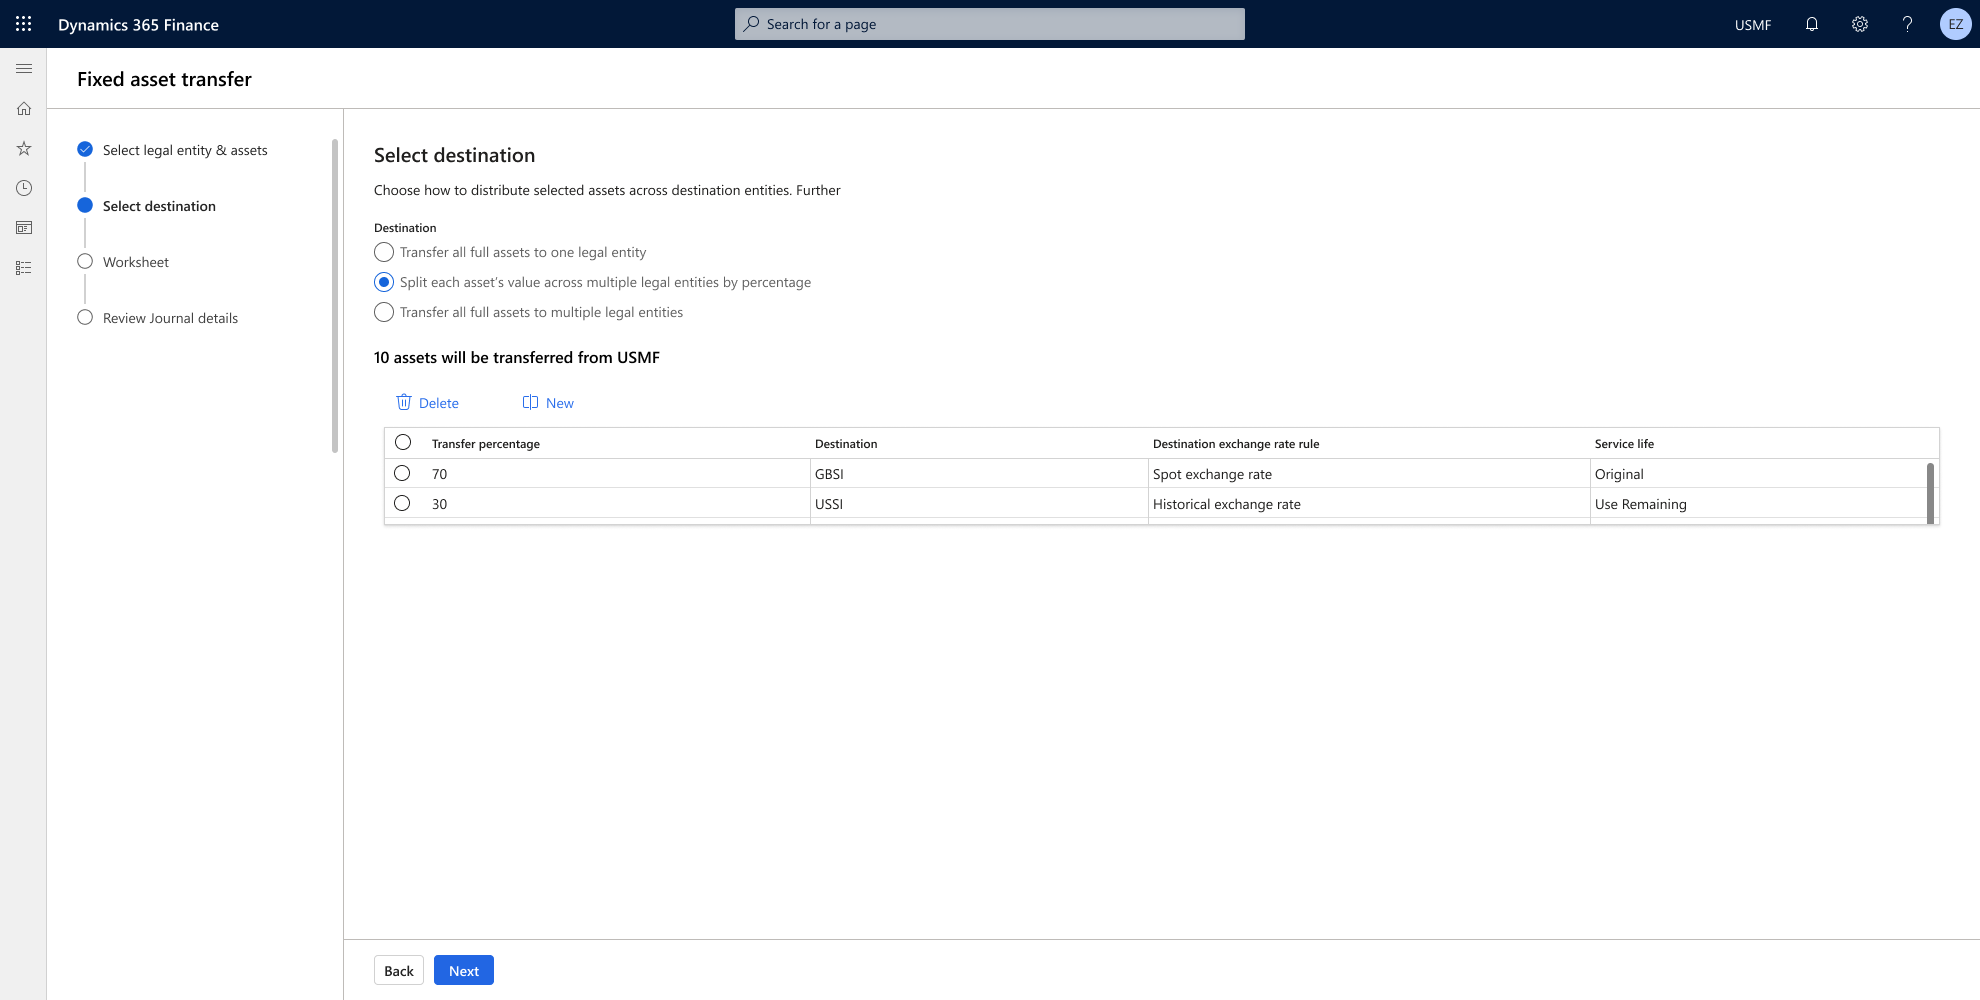 Dynamics 365 Finance
Search for a page
USMF
?
EZ
Fixed asset transfer
Select legal entity & assets
Select destination
Worksheet
Review Journal details
Select destination
Choose how to distribute selected assets across destination entities. Further
Destination
Transfer all full assets to one legal entity
Split each asset's value across multiple legal entities by percentage
Transfer all full assets to multiple legal entities
10 assets will be transferred from USMF
Delete New
Transfer percentage Destination Destination exchange rate rule Service life
70 GBSI Spot exchange rate Original
30 USSI Historical exchange rate Use Remaining
Back Next